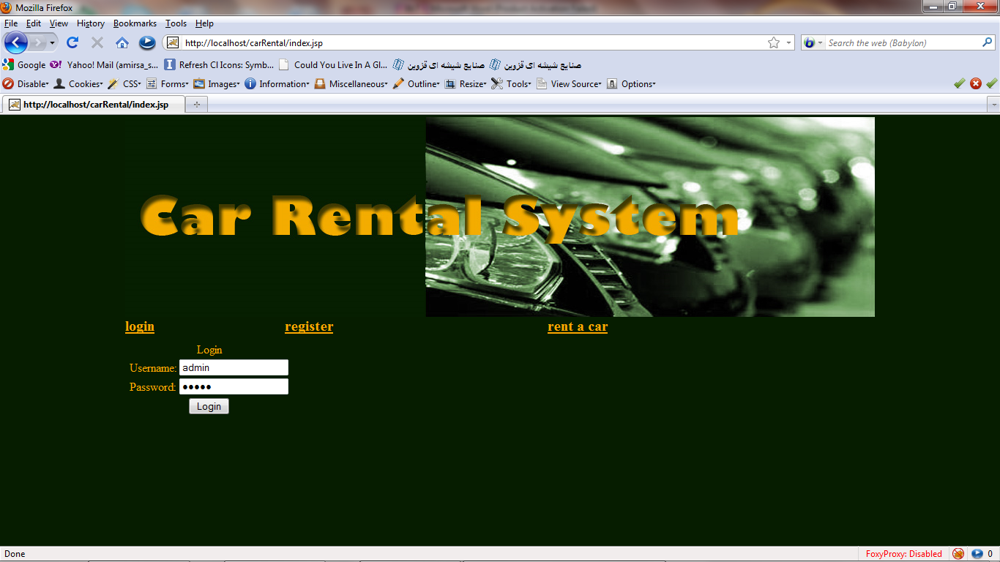 Mozilla Firefox
File Edit View History Bookmarks Tools Help
http://localhost/carRental/index.jsp Search the web (Babylon)
Google Yahoo! Mail (amirsa_s... Refresh CI Icons: Symb... Could You Live In A Gl... صنایع شیشه ای قزوین صنایع شیشه ای قزوین
Disable Cookies CSS Forms Images Information Miscellaneous Outline Resize Tools View Source Options
http://localhost/carRental/index.jsp
Car Rental System
login register rent a car
Login
Username: admin
Password: •••••
Login
Done FoxyProxy: Disabled 0